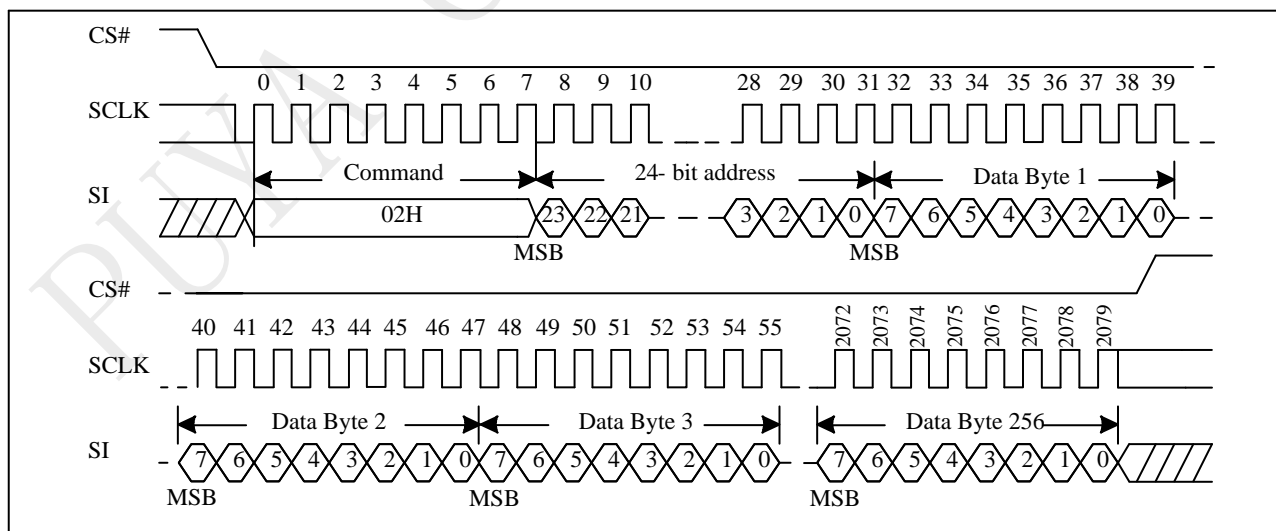 CS#
0 1 2 3 4 5 6 7 8 9 10 28 29 30 31 32 33 34 35 36 37 38 39
SCLK
Command 24- bit address Data Byte 1
SI
02H 23 22 21 3 2 1 0 7 6 5 4 3 2 1 0
MSB MSB
CS#
40 41 42 43 44 45 46 47 48 49 50 51 52 53 54 55 2072 2073 2074 2075 2076 2077 2078 2079
SCLK
Data Byte 2 Data Byte 3 Data Byte 256
SI
7 6 5 4 3 2 1 0 7 6 5 4 3 2 1 0 7 6 5 4 3 2 1 0
MSB MSB MSB
PUYA